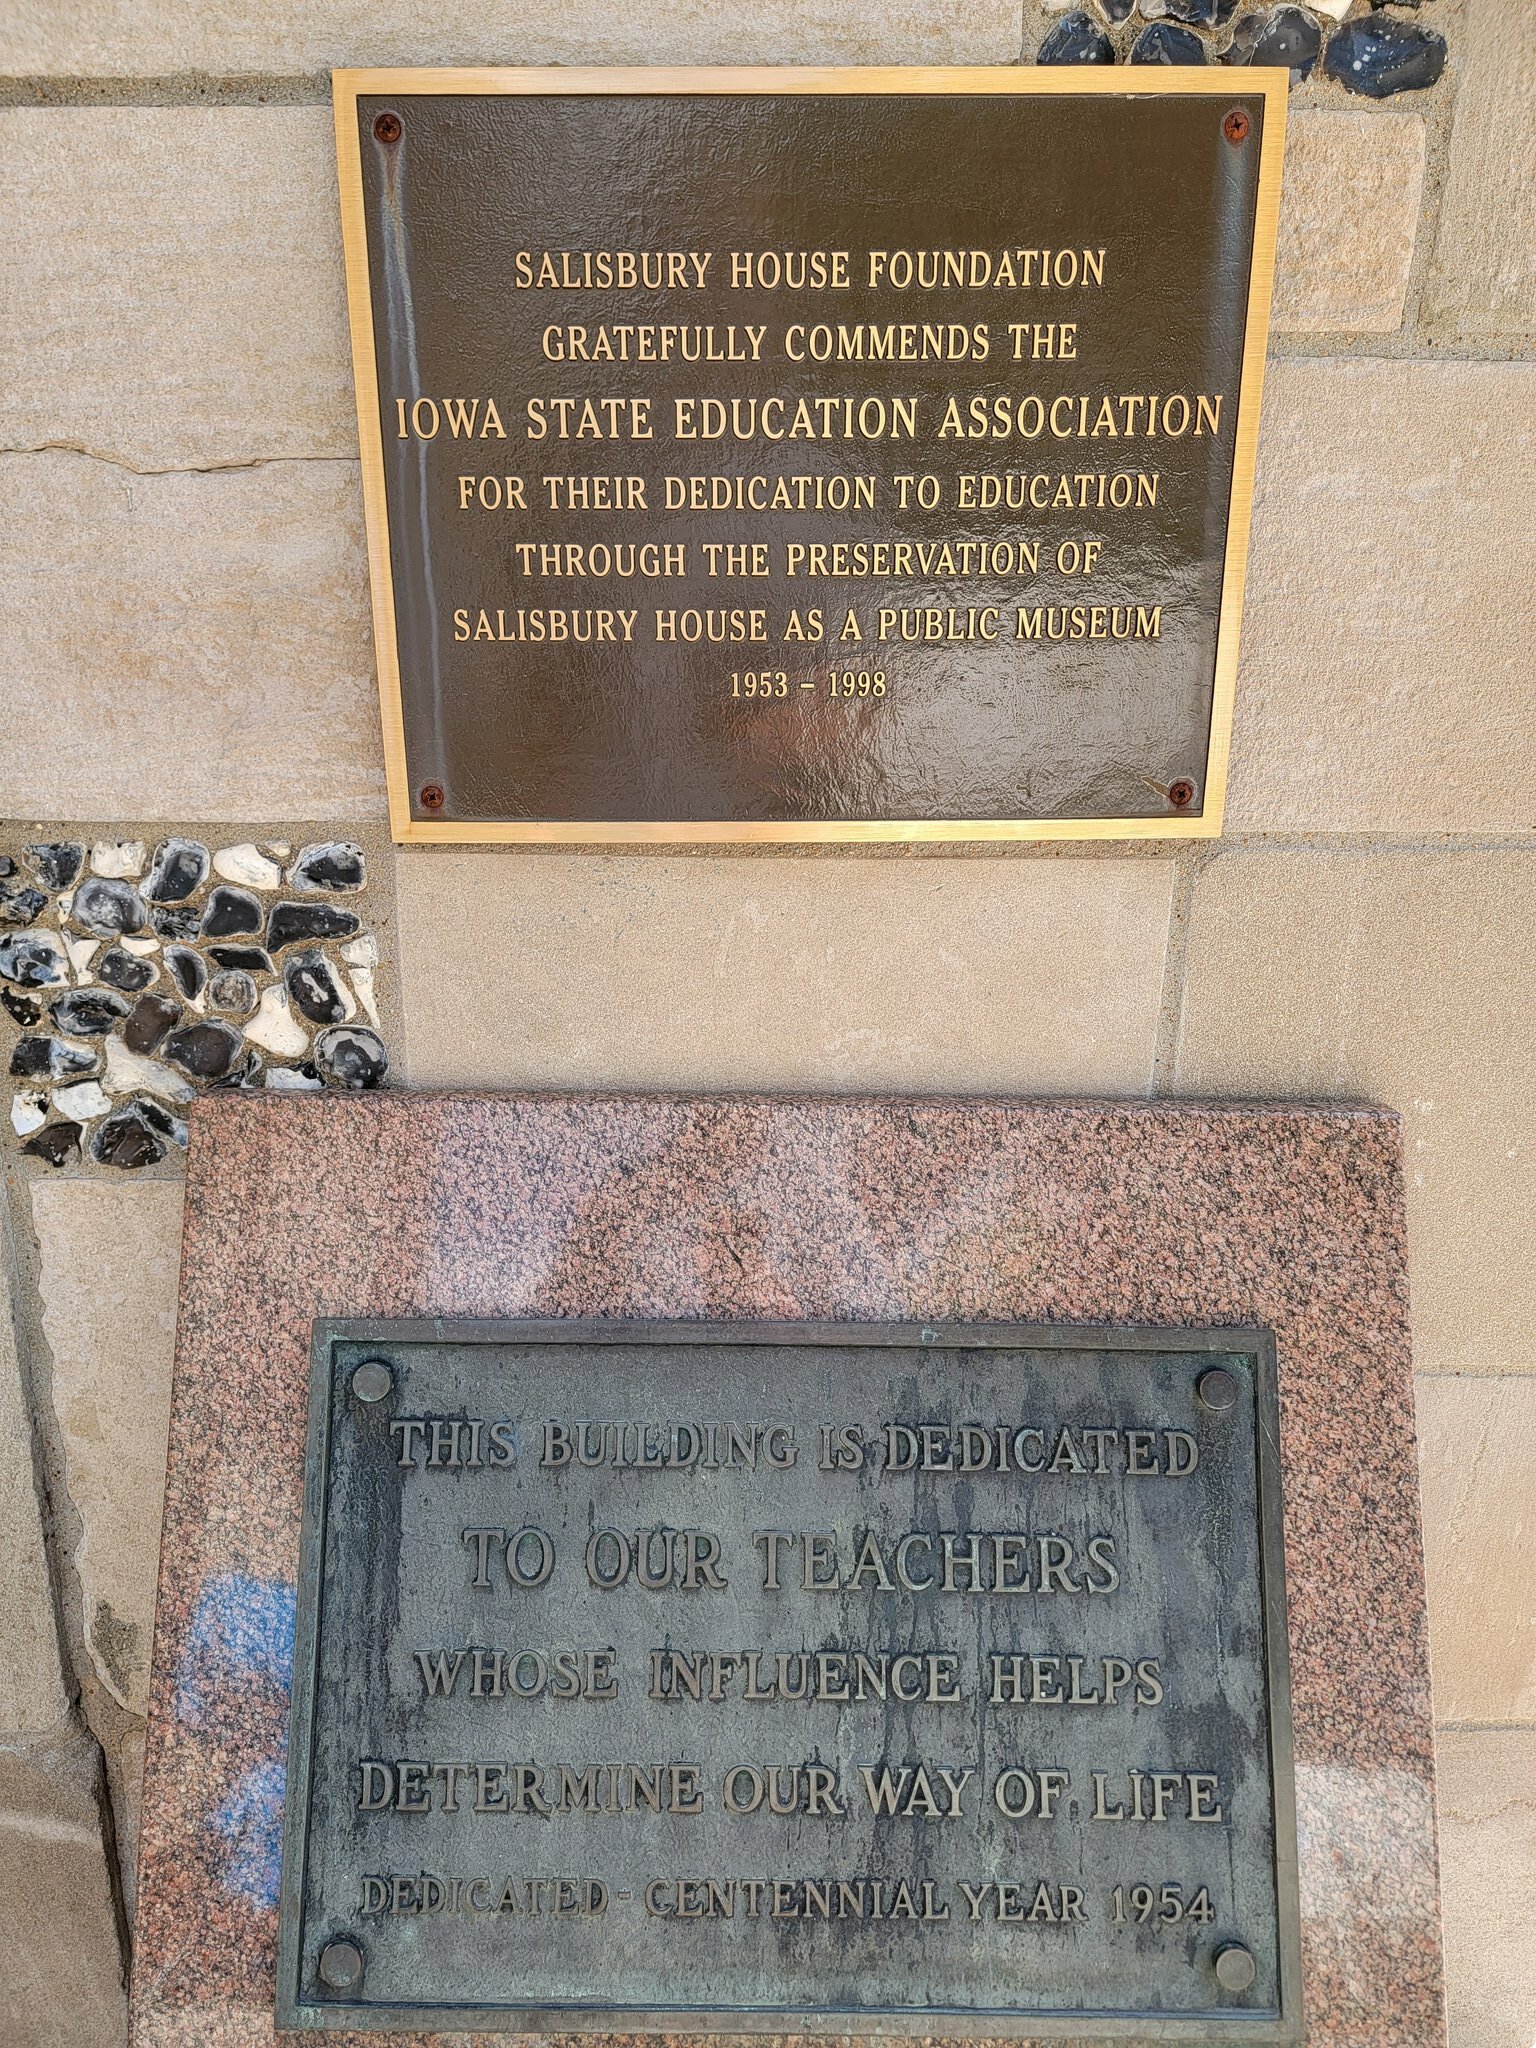 SALISBURY HOUSE FOUNDATION
GRATEFULLY COMMENDS THE
IOWA STATE EDUCATION ASSOCIATION
FOR THEIR DEDICATION TO EDUCATION
THROUGH THE PRESERVATION OF
SALISBURY HOUSE AS A PUBLIC MUSEUM
1953 – 1998
THIS BUILDING IS DEDICATED
TO OUR TEACHERS
WHOSE INFLUENCE HELPS
DETERMINE OUR WAY OF LIFE
DEDICATED - CENTENNIAL YEAR 1954